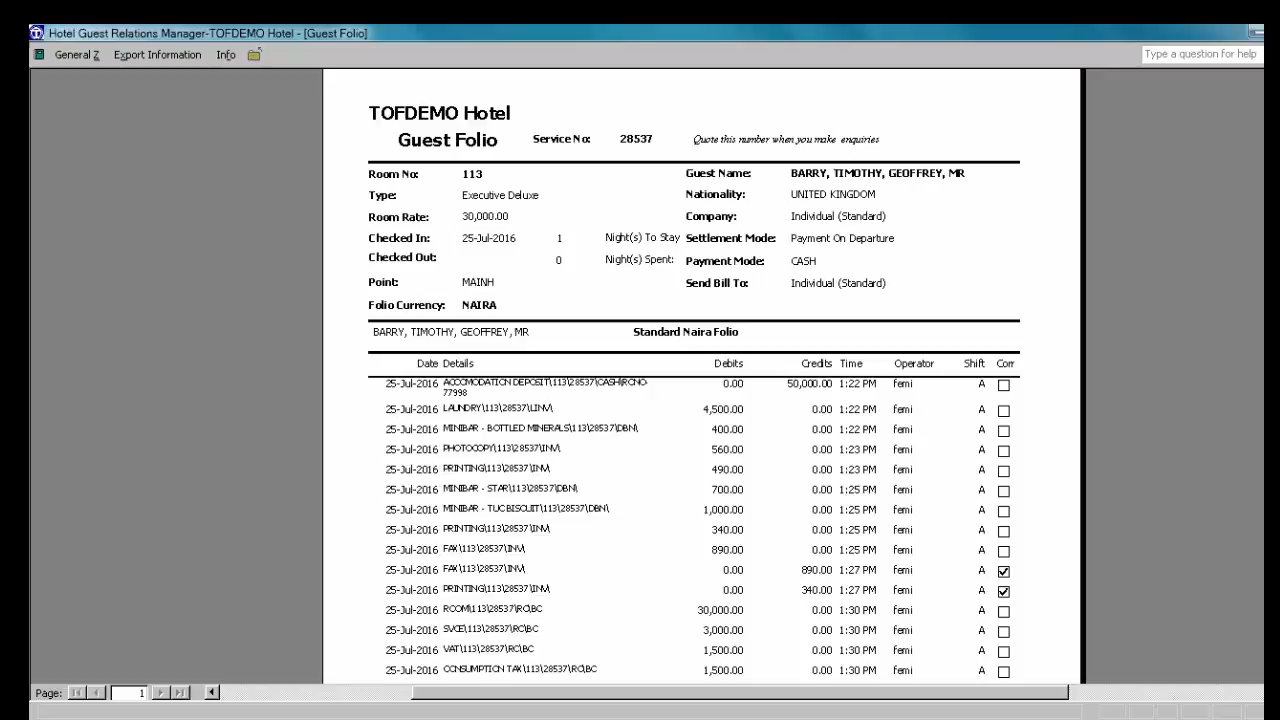 Hotel Guest Relations Manager-TOFDEMO Hotel - [Guest Folio]
General Z Export Information Info Type a question for help
TOFDEMO Hotel
Guest Folio Service No: 28537 Quote this number when you make enquiries
Room No: 113 Guest Name: BARRY, TIMOTHY, GEOFFREY, MR
Type: Executive Deluxe Nationality: UNITED KINGDOM
Room Rate: 30,000.00 Company: Individual (Standard)
Checked In: 25-Jul-2016 1 Night(s) To Stay Settlement Mode: Payment On Departure
Checked Out: 0 Night(s) Spent: Payment Mode: CASH
Point: MAINH Send Bill To: Individual (Standard)
Folio Currency: NAIRA
BARRY, TIMOTHY, GEOFFREY, MR Standard Naira Folio
Date Details Debits Credits Time Operator Shift Corr
25-Jul-2016 ACCOMODATION DEPOSIT\113\28537\CASH\RCNO- 0.00 50,000.00 1:22 PM femi A
77998
25-Jul-2016 LAUNDRY\113\28537\LINV\ 4,500.00 0.00 1:22 PM femi A
25-Jul-2016 MINIBAR - BOTTLED MINERALS\113\28537\DBN\ 400.00 0.00 1:22 PM femi A
25-Jul-2016 PHOTOCOPY\113\28537\INV\ 560.00 0.00 1:23 PM femi A
25-Jul-2016 PRINTING\113\28537\INV\ 490.00 0.00 1:23 PM femi A
25-Jul-2016 MINIBAR - STAR\113\28537\DBN\ 700.00 0.00 1:25 PM femi A
25-Jul-2016 MINIBAR - TUC BISCUIT\113\28537\DBN\ 1,000.00 0.00 1:25 PM femi A
25-Jul-2016 PRINTING\113\28537\INV\ 340.00 0.00 1:25 PM femi A
25-Jul-2016 FAX\113\28537\INV\ 890.00 0.00 1:25 PM femi A
25-Jul-2016 FAX\113\28537\INV\ 0.00 890.00 1:27 PM femi A
25-Jul-2016 PRINTING\113\28537\INV\ 0.00 340.00 1:27 PM femi A
25-Jul-2016 ROOM\113\28537\RC\BC 30,000.00 0.00 1:30 PM femi A
25-Jul-2016 SVCE\113\28537\RC\BC 3,000.00 0.00 1:30 PM femi A
25-Jul-2016 VAT\113\28537\RC\BC 1,500.00 0.00 1:30 PM femi A
25-Jul-2016 CONSUMPTION TAX\113\28537\RC\BC 1,500.00 0.00 1:30 PM femi A
Page: 1